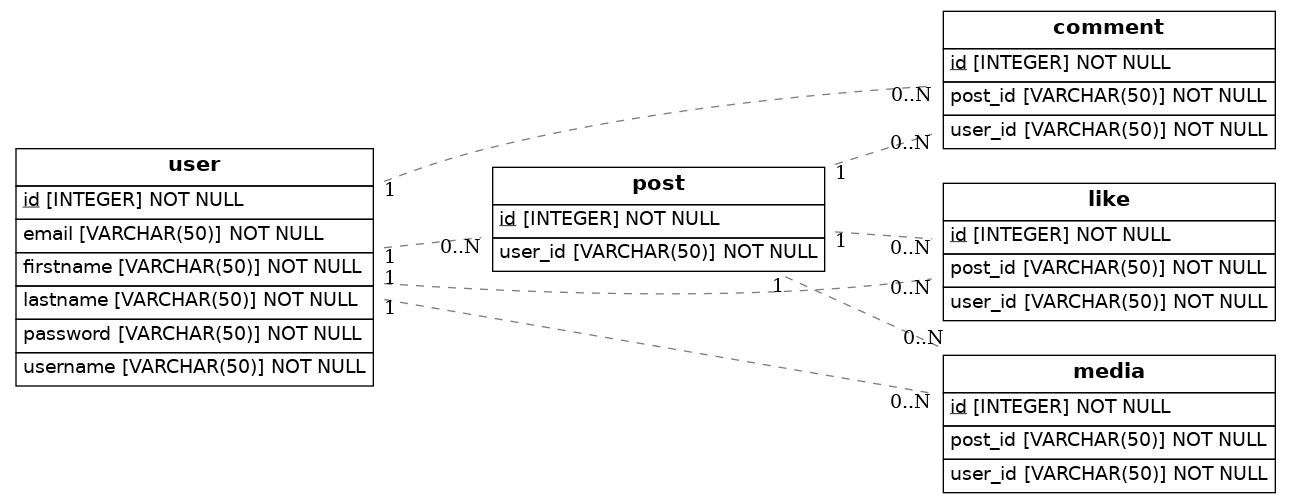 user
id [INTEGER] NOT NULL
email [VARCHAR(50)] NOT NULL
firstname [VARCHAR(50)] NOT NULL
lastname [VARCHAR(50)] NOT NULL
password [VARCHAR(50)] NOT NULL
username [VARCHAR(50)] NOT NULL
1
1
1
1
0..N
post
id [INTEGER] NOT NULL
user_id [VARCHAR(50)] NOT NULL
1
1
1
0..N
0..N
0..N
0..N
0..N
0..N
comment
id [INTEGER] NOT NULL
post_id [VARCHAR(50)] NOT NULL
user_id [VARCHAR(50)] NOT NULL
like
id [INTEGER] NOT NULL
post_id [VARCHAR(50)] NOT NULL
user_id [VARCHAR(50)] NOT NULL
media
id [INTEGER] NOT NULL
post_id [VARCHAR(50)] NOT NULL
user_id [VARCHAR(50)] NOT NULL